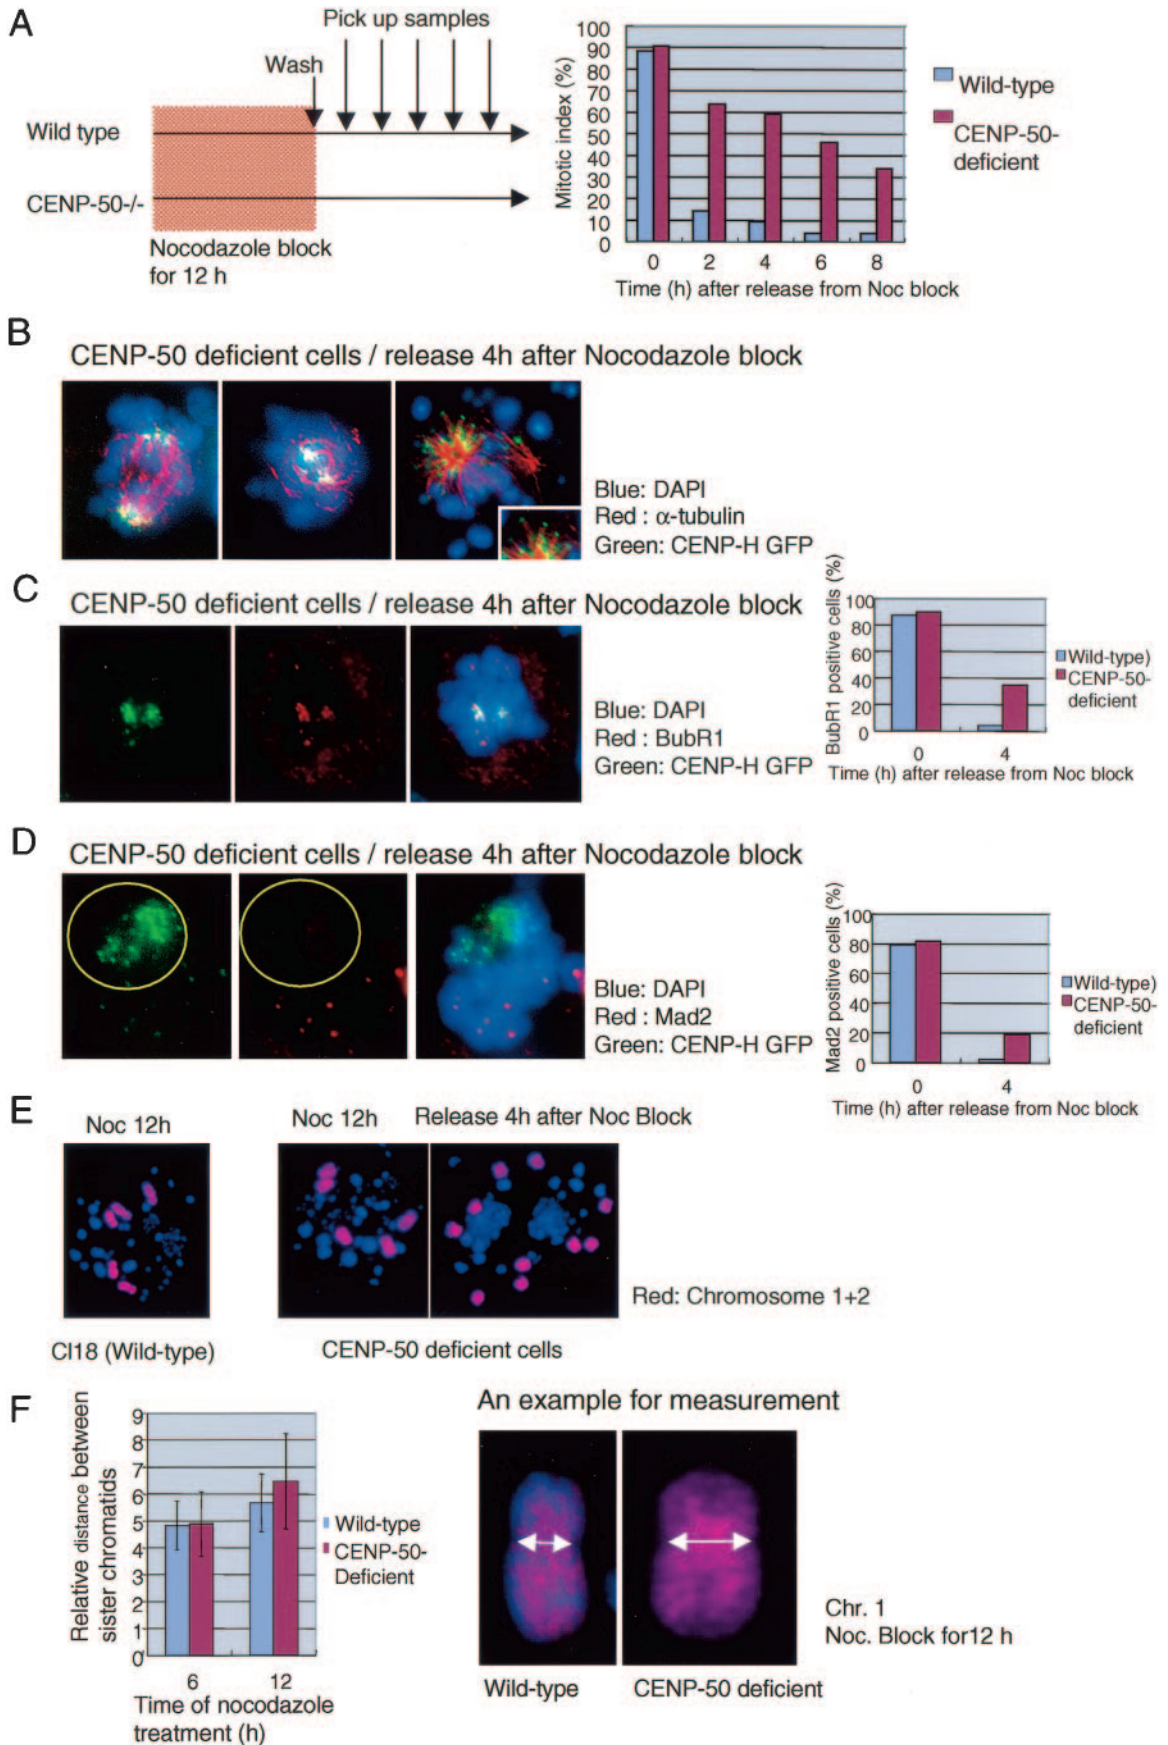 A
Pick up samples
Wash
Wild type
CENP-50-/-
Nocodazole block
for 12 h
Mitotic index (%)
100
90
80
70
60
50
40
30
20
10
0
0 2 4 6 8
Time (h) after release from Noc block
Wild-type
CENP-50-
deficient
B
CENP-50 deficient cells / release 4h after Nocodazole block
Blue: DAPI
Red : α-tubulin
Green: CENP-H GFP
C
CENP-50 deficient cells / release 4h after Nocodazole block
Blue: DAPI
Red : BubR1
Green: CENP-H GFP
BubR1 positive cells (%)
100
80
60
40
20
0
0 4
Time (h) after release from Noc block
Wild-type)
CENP-50-
deficient
D
CENP-50 deficient cells / release 4h after Nocodazole block
Blue: DAPI
Red : Mad2
Green: CENP-H GFP
Mad2 positive cells (%)
100
80
60
40
20
0
0 4
Time (h) after release from Noc block
Wild-type)
CENP-50-
deficient
E
Noc 12h
Noc 12h
Release 4h after Noc Block
Red: Chromosome 1+2
Cl18 (Wild-type)
CENP-50 deficient cells
F
Relative distance between
sister chromatids
9
8
7
6
5
4
3
2
1
0
6 12
Time of nocodazole
treatment (h)
Wild-type
CENP-50-
Deficient
An example for measurement
Chr. 1
Noc. Block for12 h
Wild-type
CENP-50 deficient